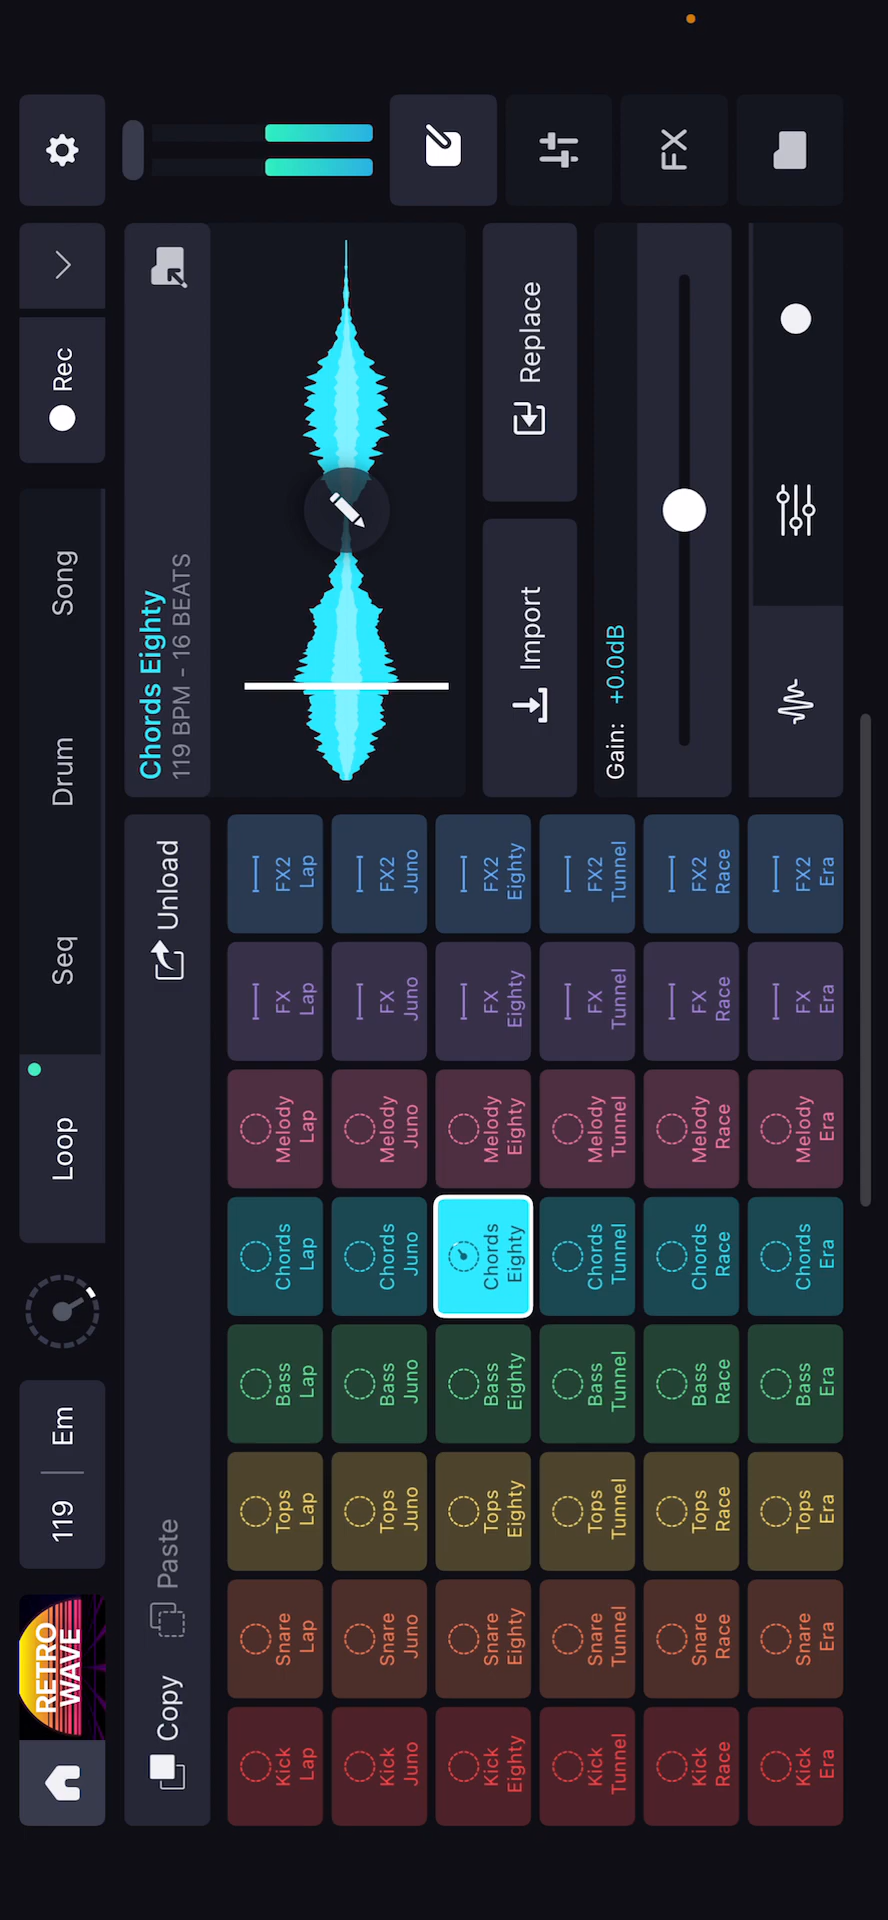 RETRO
WAVE
119 | Em
Loop
Seq
Drum
Song
Rec
Copy
Paste
Unload
Chords Eighty
119 BPM - 16 BEATS
FX
Import
Replace
Gain: +0.0dB
Kick
Lap
Snare
Lap
Tops
Lap
Bass
Lap
Chords
Lap
Melody
Lap
FX
Lap
FX2
Lap
Kick
Juno
Snare
Juno
Tops
Juno
Bass
Juno
Chords
Juno
Melody
Juno
FX
Juno
FX2
Juno
Kick
Eighty
Snare
Eighty
Tops
Eighty
Bass
Eighty
Chords
Eighty
Melody
Eighty
FX
Eighty
FX2
Eighty
Kick
Tunnel
Snare
Tunnel
Tops
Tunnel
Bass
Tunnel
Chords
Tunnel
Melody
Tunnel
FX
Tunnel
FX2
Tunnel
Kick
Race
Snare
Race
Tops
Race
Bass
Race
Chords
Race
Melody
Race
FX
Race
FX2
Race
Kick
Era
Snare
Era
Tops
Era
Bass
Era
Chords
Era
Melody
Era
FX
Era
FX2
Era